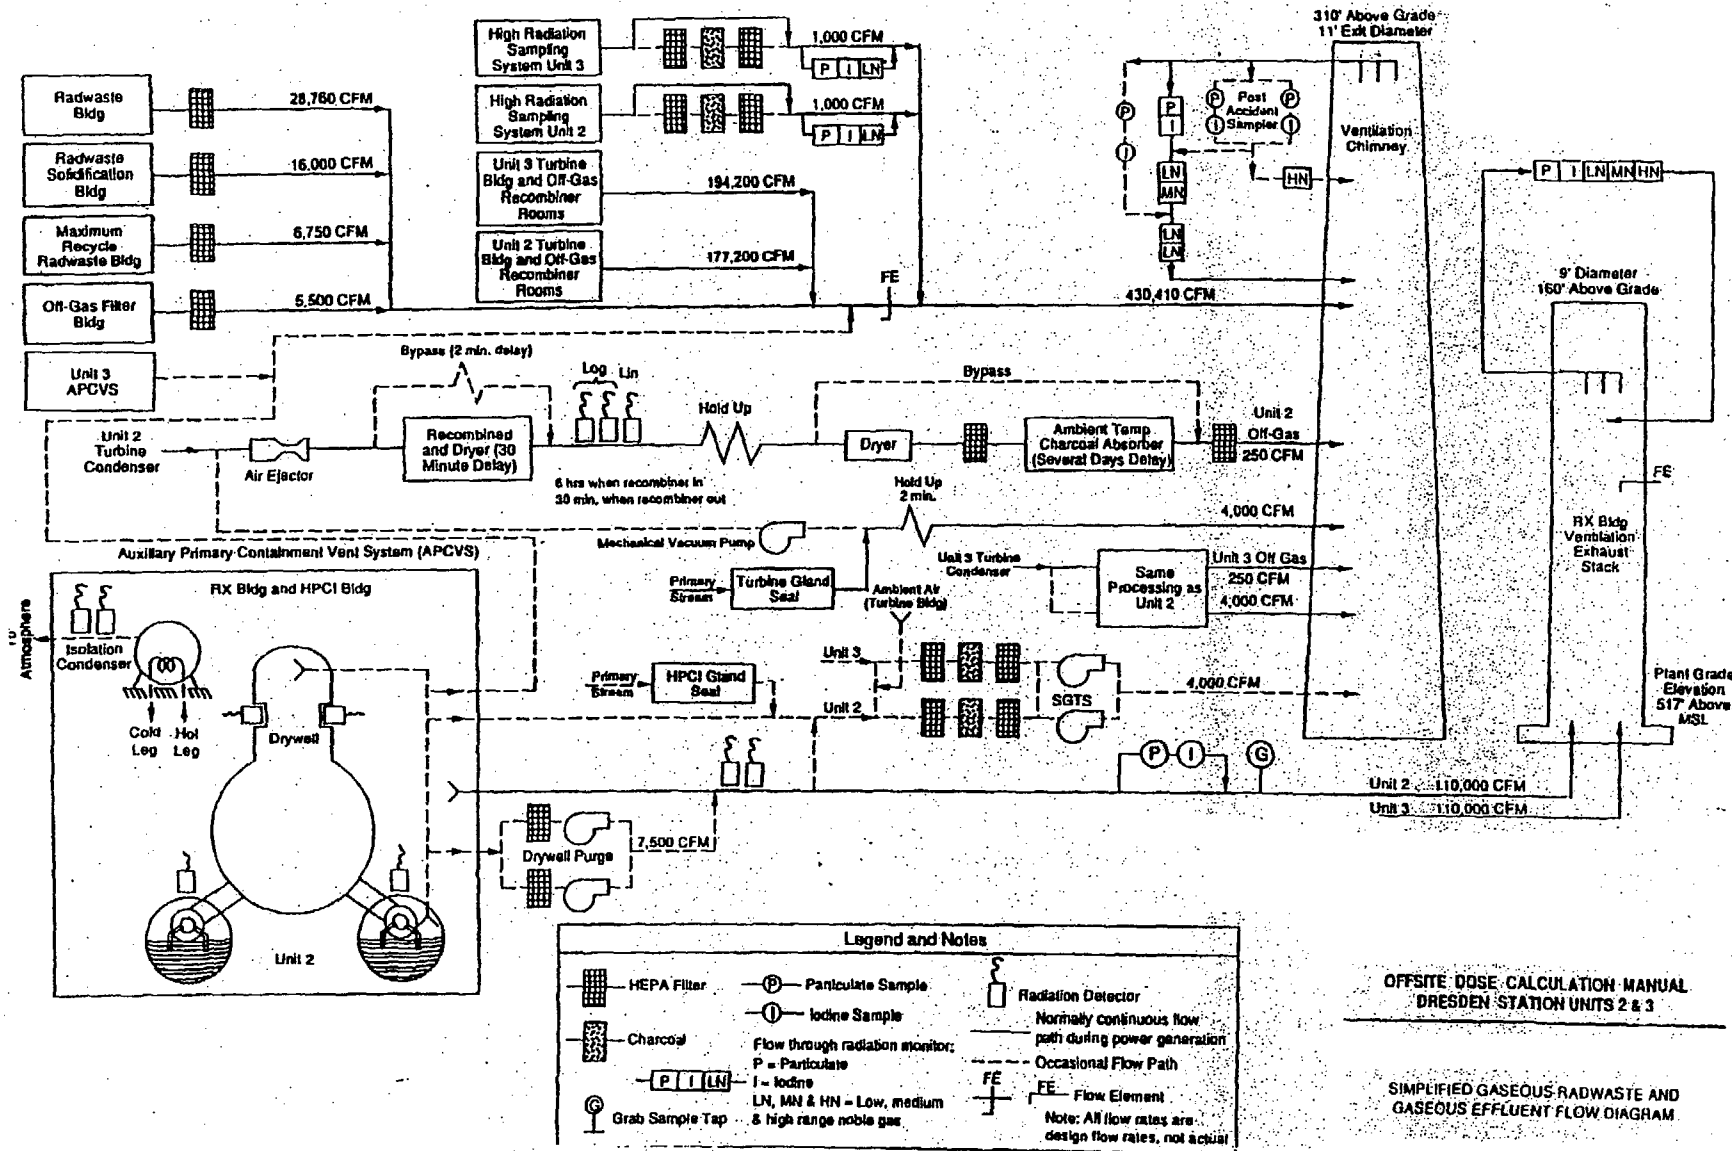 310' Above Grade
11' Exit Diameter
High Radiation
Sampling
System Unit 3
1,000 CFM
P I LN
High Radiation
Sampling
System Unit 2
1,000 CFM
P I LN
Radwaste
Bldg
28,760 CFM
Radwaste
Solidification
Bldg
16,000 CFM
Maximum
Recycle
Radwaste Bldg
6,750 CFM
Off-Gas Filter
Bldg
5,500 CFM
Unit 3
APCVS
Unit 3 Turbine
Bldg and Off-Gas
Recombiner
Rooms
194,200 CFM
Unit 2 Turbine
Bldg and Off-Gas
Recombiner
Rooms
177,200 CFM
FE
430,410 CFM
P
I
P
I
LN
MN
LN
LN
P P
Post
Accident
Sampler
I I
HN
Ventilation
Chimney
P I LN MN HN
9' Diameter
160' Above Grade
FE
RX Bldg
Ventilation
Exhaust
Stack
Plant Grade
Elevation
517' Above
MSL
Bypass (2 min. delay)
Log Lin
Hold Up
Bypass
Unit 2
Turbine
Condenser
Air Ejector
Recombined
and Dryer (30
Minute Delay)
6 hrs when recombiner in
30 min. when recombiner out
Dryer
Ambient Temp
Charcoal Absorber
(Several Days Delay)
Unit 2
Off-Gas
250 CFM
Hold Up
2 min.
4,000 CFM
Mechanical Vacuum Pump
Primary
Stream
Turbine Gland
Seal
Unit 3 Turbine
Condenser
Same
Processing as
Unit 2
Unit 3 Off Gas
250 CFM
4,000 CFM
Ambient Air
(Turbine Bldg)
Auxiliary Primary Containment Vent System (APCVS)
RX Bldg and HPCI Bldg
To
Atmosphere
Isolation
Condenser
Cold
Leg
Hot
Leg
Drywell
Unit 2
Primary
Stream
HPCI Gland
Seal
Unit 3
Unit 2
SGTS
4,000 CFM
P I G
Unit 2 110,000 CFM
Unit 3 110,000 CFM
Drywell Purge
7,500 CFM
Legend and Notes
HEPA Filter
Charcoal
P I LN
G
Grab Sample Tap
P Particulate Sample
I Iodine Sample
Flow through radiation monitor;
P = Particulate
I = Iodine
LN, MN & HN = Low, medium
& high range noble gas
Radiation Detector
Normally continuous flow
path during power generation
Occasional Flow Path
FE FE Flow Element
Note: All flow rates are
design flow rates, not actual
OFFSITE DOSE CALCULATION MANUAL
DRESDEN STATION UNITS 2 & 3
SIMPLIFIED GASEOUS RADWASTE AND
GASEOUS EFFLUENT FLOW DIAGRAM